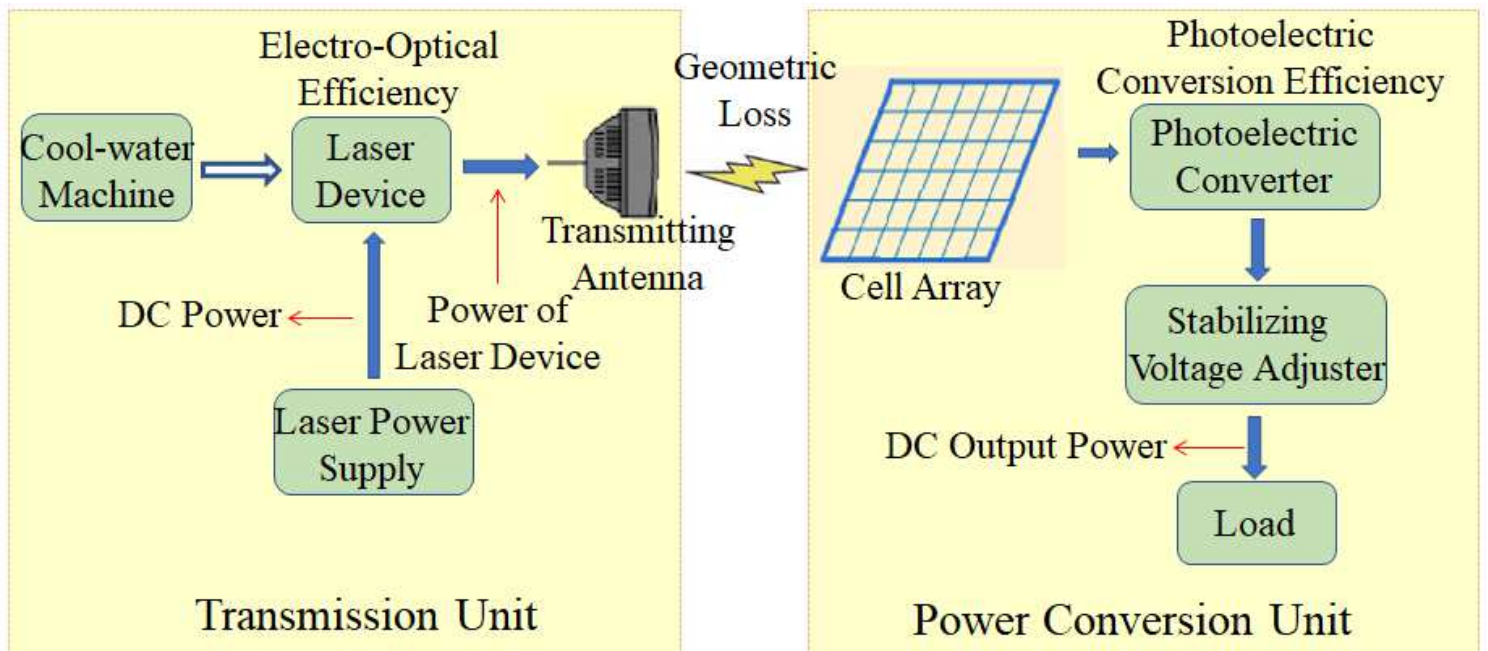 Electro-Optical
Efficiency
Cool-water
Machine
Laser
Device
Transmitting
Antenna
DC Power
Power of
Laser Device
Laser Power
Supply
Transmission Unit
Geometric
Loss
Photoelectric
Conversion Efficiency
Photoelectric
Converter
Cell Array
Stabilizing
Voltage Adjuster
DC Output Power
Load
Power Conversion Unit